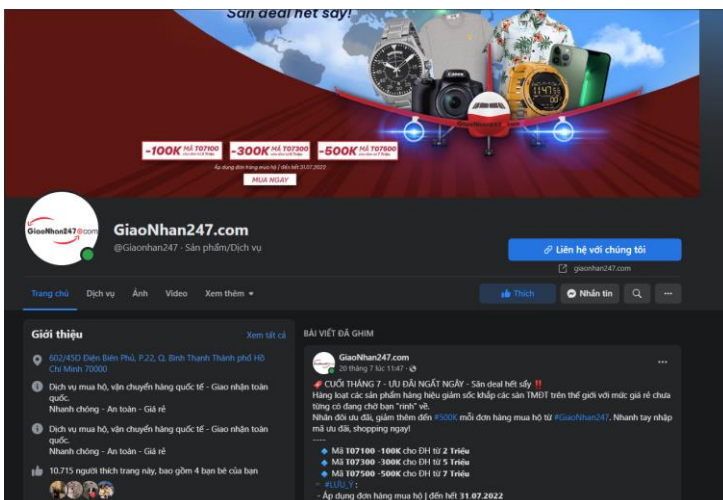 Săn deal hết sảy!
CANON
GiaoNhan247
-100K MÃ T07100
-300K MÃ T07300
-500K MÃ T07500
Áp dụng đơn hàng mua hộ | đến hết 31.07.2022
MUA NGAY
GiaoNhan247.com
GiaoNhan247.com
@Giaonhan247 · Sản phẩm/Dịch vụ
Liên hệ với chúng tôi
giaonhan247.com
Trang chủ Dịch vụ Ảnh Video Xem thêm
Thích Nhắn tin
Giới thiệu Xem tất cả
602/45D Điện Biên Phủ, P.22, Q. Bình Thạnh Thành phố Hồ
Chí Minh 70000
Dịch vụ mua hộ, vận chuyển hàng quốc tế - Giao nhận toàn
quốc.
Nhanh chóng - An toàn - Giá rẻ
Dịch vụ mua hộ, vận chuyển hàng quốc tế - Giao nhận toàn
quốc.
Nhanh chóng - An toàn - Giá rẻ
10.715 người thích trang này, bao gồm 4 bạn bè của bạn
BÀI VIẾT ĐÃ GHIM
GiaoNhan247.com
20 tháng 7 lúc 11:47 ·
CUỐI THÁNG 7 - ƯU ĐÃI NGẤT NGÂY - Săn deal hết sẩy
Hàng loạt các sản phẩm hàng hiệu giảm sốc khắp các sàn TMĐT trên thế giới với mức giá rẻ chưa
từng có đang chờ bạn "rinh" về.
Nhân đôi ưu đãi, giảm thêm đến #500K mỗi đơn hàng mua hộ từ #GiaoNhan247. Nhanh tay nhập
mã ưu đãi, shopping ngay!
----
Mã T07100 -100K cho ĐH từ 2 Triệu
Mã T07300 -300K cho ĐH từ 5 Triệu
Mã T07500 -500K cho ĐH từ 7 Triệu
#LƯU_Ý :
- Áp dụng đơn hàng mua hộ | đến hết 31.07.2022